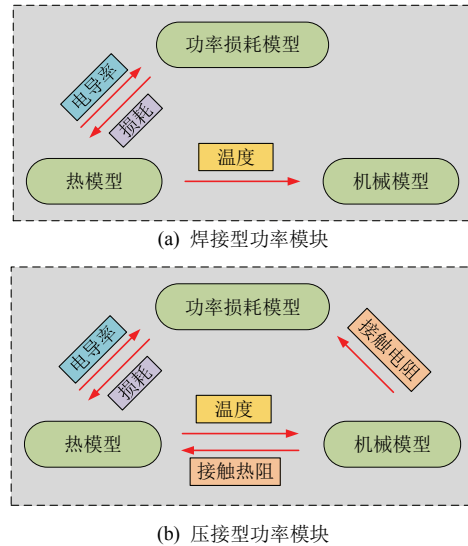 功率损耗模型
电导率
损耗
温度
热模型
机械模型
(a) 焊接型功率模块
功率损耗模型
电导率
损耗
接触电阻
温度
热模型
机械模型
接触热阻
(b) 压接型功率模块